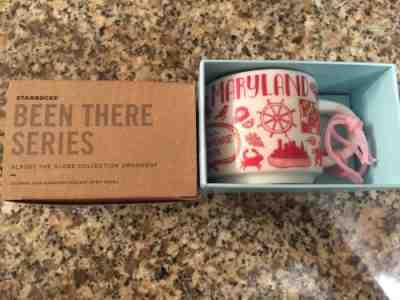 STARBUCKS
BEEN THERE
SERIES
ACROSS THE GLOBE COLLECTION ORNAMENT
MARYLAND